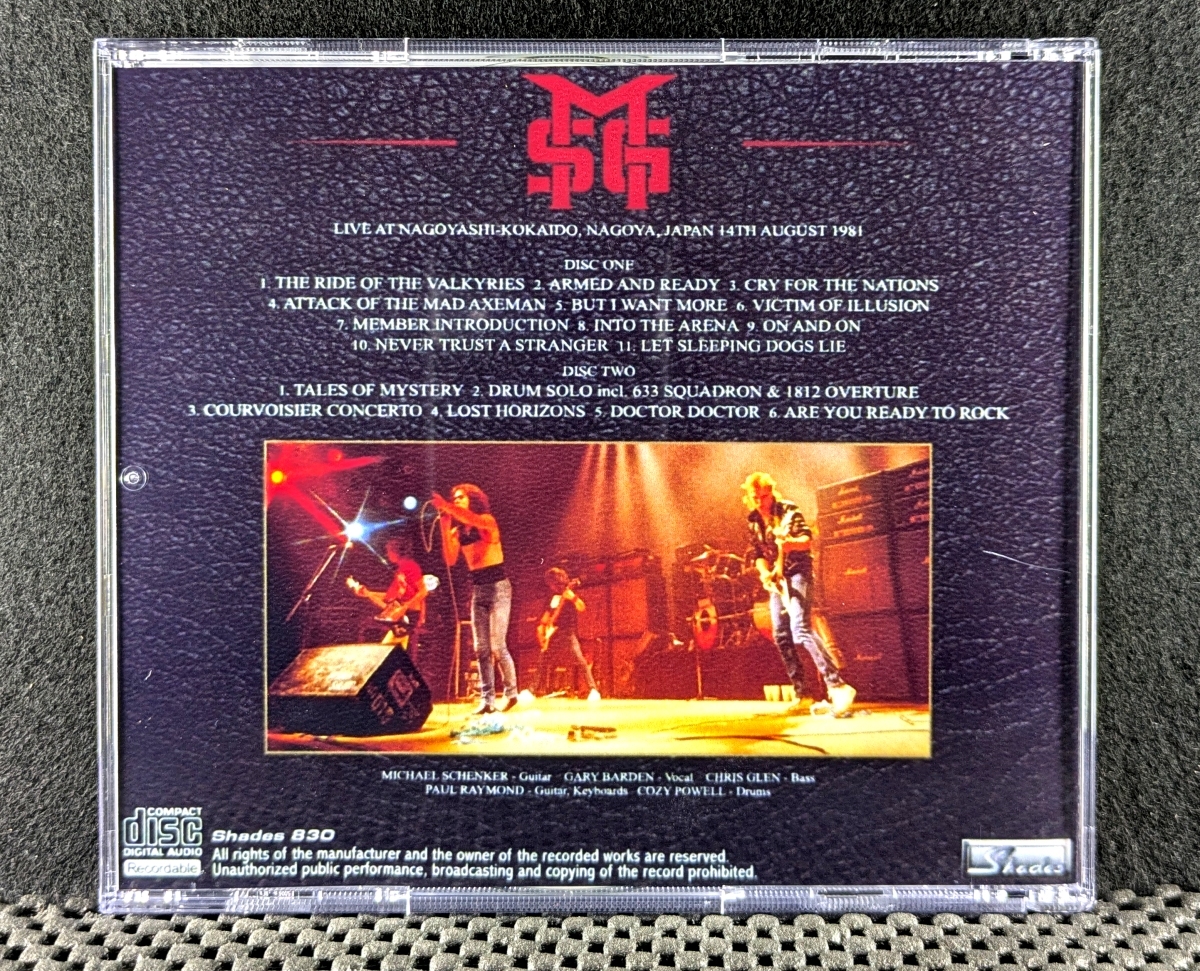 MSG
LIVE AT NAGOYASHI-KOKAIDO, NAGOYA, JAPAN 14TH AUGUST 1981
DISC ONE
1. THE RIDE OF THE VALKYRIES 2. ARMED AND READY 3. CRY FOR THE NATIONS
4. ATTACK OF THE MAD AXEMAN 5. BUT I WANT MORE 6. VICTIM OF ILLUSION
7. MEMBER INTRODUCTION 8. INTO THE ARENA 9. ON AND ON
10. NEVER TRUST A STRANGER 11. LET SLEEPING DOGS LIE
DISC TWO
1. TALES OF MYSTERY 2. DRUM SOLO incl. 633 SQUADRON & 1812 OVERTURE
3. COURVOISIER CONCERTO 4. LOST HORIZONS 5. DOCTOR DOCTOR 6. ARE YOU READY TO ROCK
MICHAEL SCHENKER - Guitar GARY BARDEN - Vocal CHRIS GLEN - Bass
PAUL RAYMOND - Guitar, Keyboards COZY POWELL - Drums
COMPACT
disc
DIGITAL AUDIO
Recordable
Shades 830
All rights of the manufacturer and the owner of the recorded works are reserved.
Unauthorized public performance, broadcasting and copying of the record prohibited.
Shades